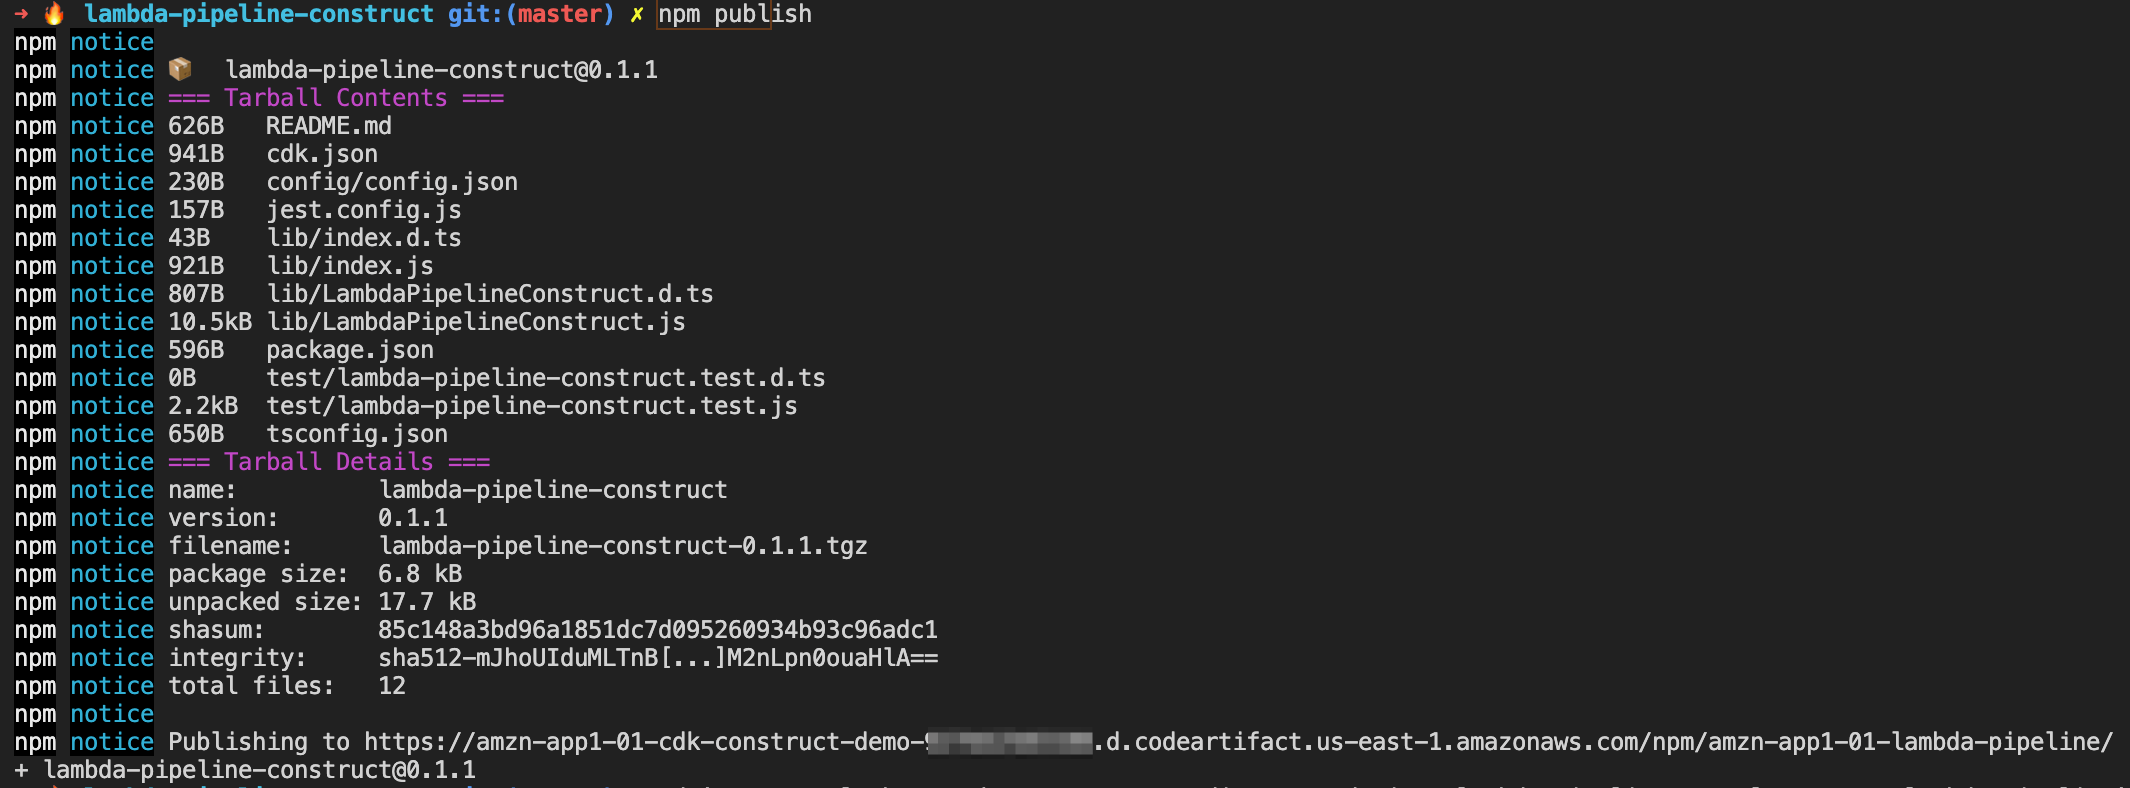 → 🔥 lambda-pipeline-construct git:(master) ✗ npm publish
npm notice
npm notice 📦 lambda-pipeline-construct@0.1.1
npm notice === Tarball Contents ===
npm notice 626B README.md
npm notice 941B cdk.json
npm notice 230B config/config.json
npm notice 157B jest.config.js
npm notice 43B lib/index.d.ts
npm notice 921B lib/index.js
npm notice 807B lib/LambdaPipelineConstruct.d.ts
npm notice 10.5kB lib/LambdaPipelineConstruct.js
npm notice 596B package.json
npm notice 0B test/lambda-pipeline-construct.test.d.ts
npm notice 2.2kB test/lambda-pipeline-construct.test.js
npm notice 650B tsconfig.json
npm notice === Tarball Details ===
npm notice name: lambda-pipeline-construct
npm notice version: 0.1.1
npm notice filename: lambda-pipeline-construct-0.1.1.tgz
npm notice package size: 6.8 kB
npm notice unpacked size: 17.7 kB
npm notice shasum: 85c148a3bd96a1851dc7d095260934b93c96adc1
npm notice integrity: sha512-mJhoUIduMLTnB[...]M2nLpn0ouaHlA==
npm notice total files: 12
npm notice
npm notice Publishing to https://amzn-app1-01-cdk-construct-demo-.d.codeartifact.us-east-1.amazonaws.com/npm/amzn-app1-01-lambda-pipeline/
+ lambda-pipeline-construct@0.1.1